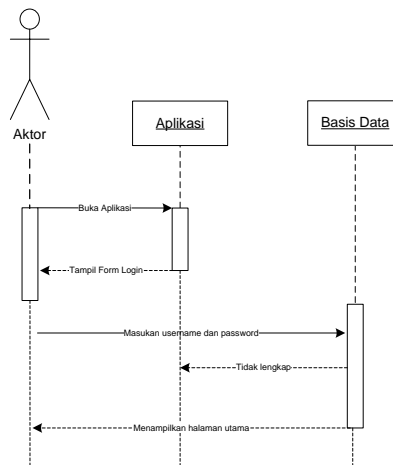 Aktor
Aplikasi
Basis Data
Buka Aplikasi
Tampil Form Login
Masukan username dan password
Tidak lengkap
Menampilkan halaman utama